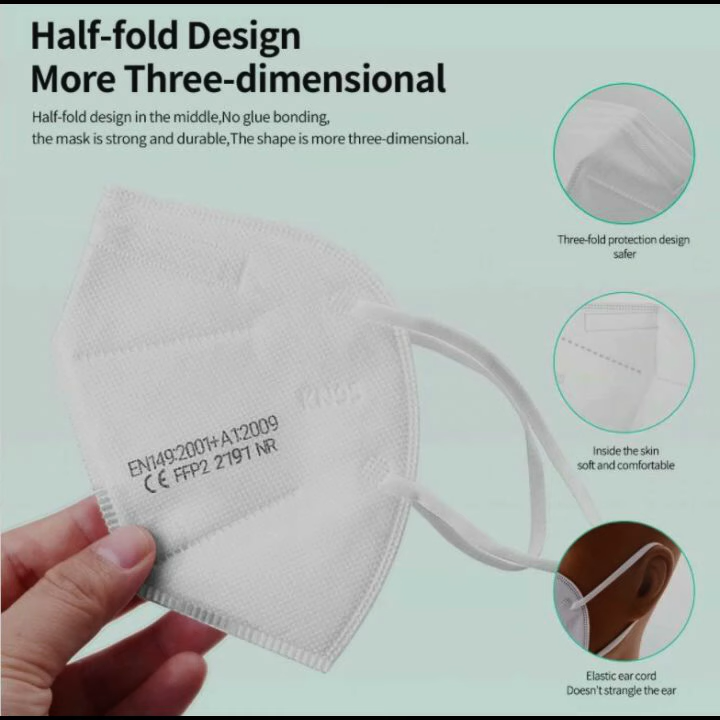 Half-fold Design
More Three-dimensional
Half-fold design in the middle,No glue bonding,
the mask is strong and durable,The shape is more three-dimensional.
Three-fold protection design
safer
KN95
EN149:2001+A1:2009
CE FFP2 2797 NR
Inside the skin
soft and comfortable
Elastic ear cord
Doesn't strangle the ear